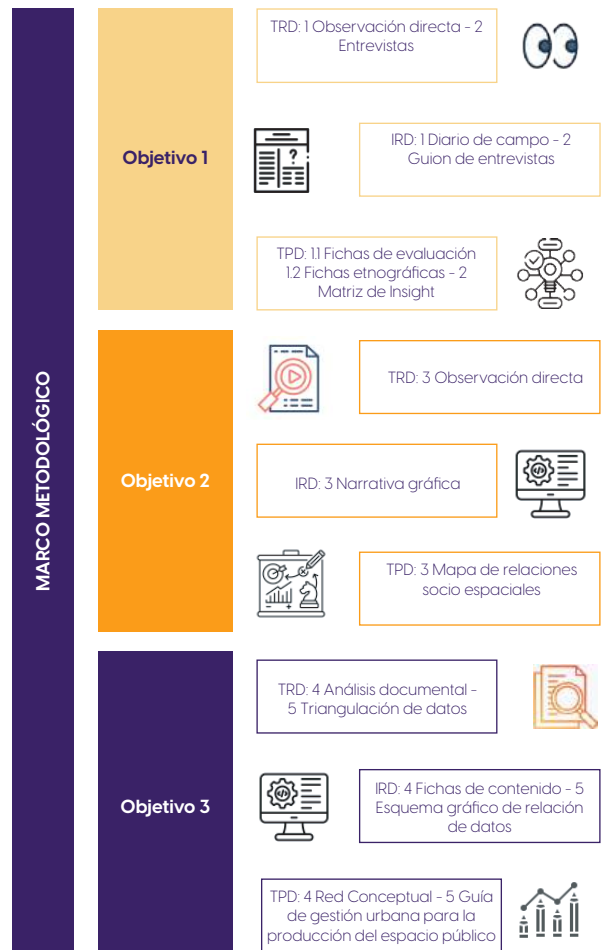 MARCO METODOLÓGICO
Objetivo 1
TRD: 1 Observación directa - 2
Entrevistas
IRD: 1 Diario de campo - 2
Guion de entrevistas
TPD: 1.1 Fichas de evaluación
1.2 Fichas etnográficas - 2
Matriz de Insight
Objetivo 2
TRD: 3 Observación directa
IRD: 3 Narrativa gráfica
TPD: 3 Mapa de relaciones
socio espaciales
Objetivo 3
TRD: 4 Análisis documental -
5 Triangulación de datos
IRD: 4 Fichas de contenido - 5
Esquema gráfico de relación
de datos
TPD: 4 Red Conceptual - 5 Guía
de gestión urbana para la
producción del espacio público